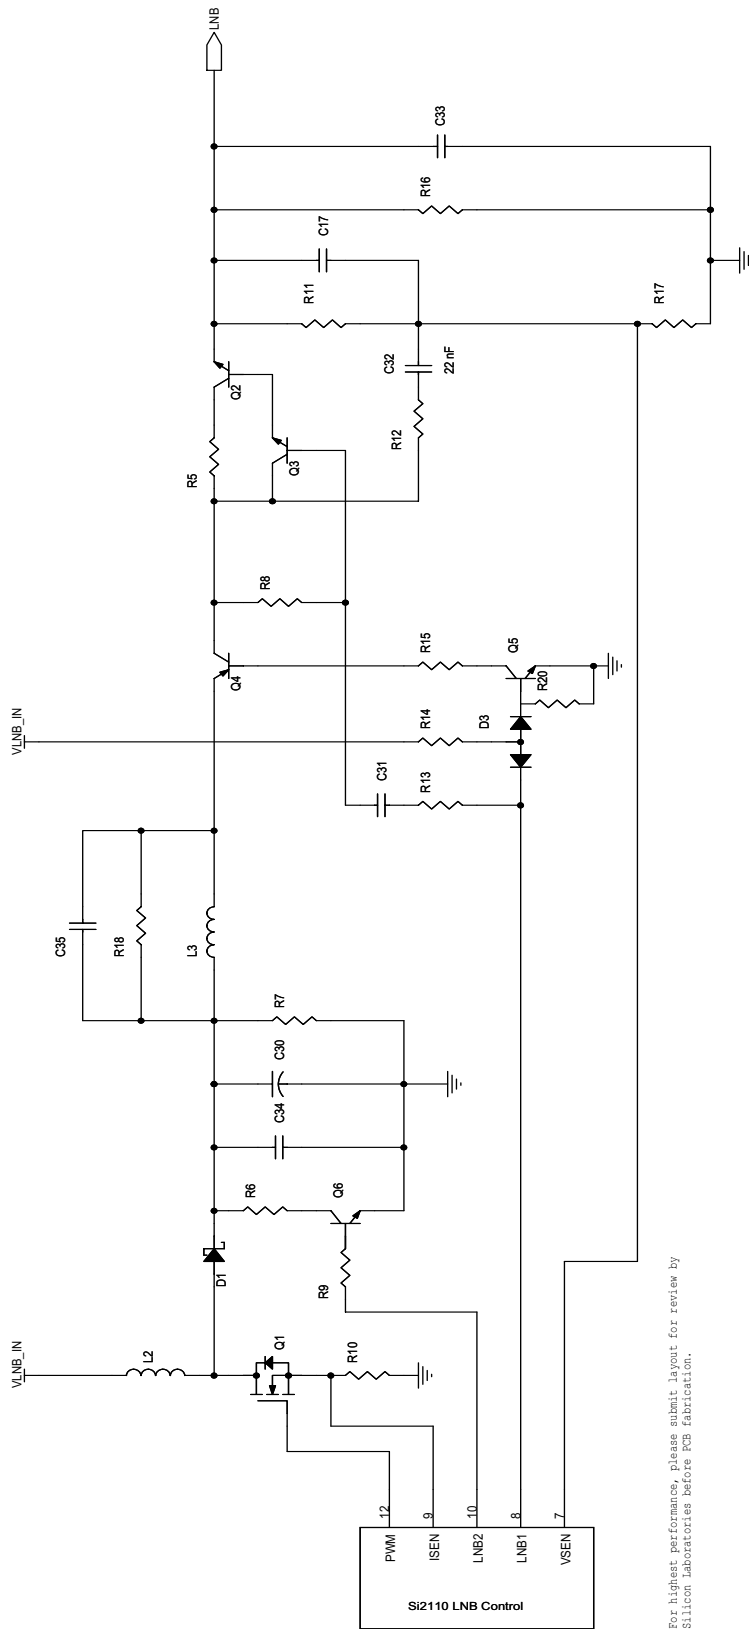 LNB
C33
R16
C17
R11
R17
C32
22 nF
R12
Q2
R5
Q3
R8
R15
Q5
Q4
R20
VLNB_IN
R14
D3
C31
R13
C35
R18
L3
R7
C30
C34
R6
Q6
R9
D1
VLNB_IN
L2
Q1
R10
12
9
10
8
7
PWM
ISEN
LNB2
LNB1
VSEN
Si2110 LNB Control
For highest performance, please submit layout for review by
Silicon Laboratories before PCB fabrication.